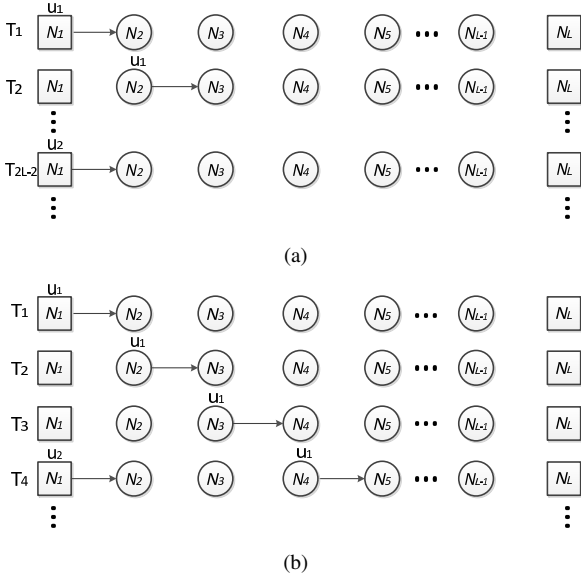 u1
T1 N1 N2 N3 N4 N5 ••• NL-1 NL
u1
T2 N1 N2 N3 N4 N5 NL-1 NL
u2
T2L-2 N1 N2 N3 N4 N5 ••• NL-1 NL
(a)
u1
T1 N1 N2 N3 N4 N5 ••• NL-1 NL
u1
T2 N1 N2 N3 N4 N5 ••• NL-1 NL
u1
T3 N1 N2 N3 N4 N5 ••• NL-1 NL
u2 u1
T4 N1 N2 N3 N4 N5 ••• NL-1 NL
(b)